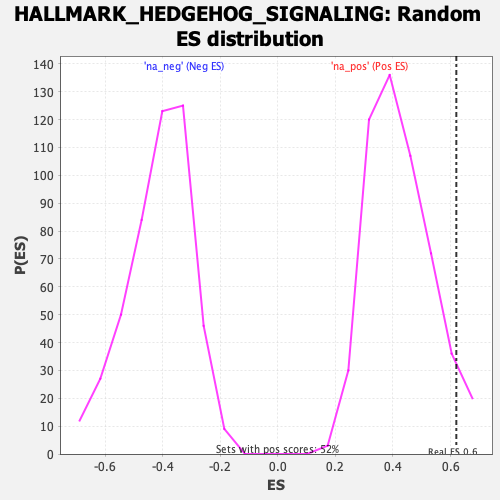 HALLMARK_HEDGEHOG_SIGNALING: Random
ES distribution
'na_neg' (Neg ES)
'na_pos' (Pos ES)
140
130
120
110
100
90
80
70
60
50
40
30
20
10
0
P(ES)
Sets with pos scores: 52%
Real ES 0.6
-0.6
-0.4
-0.2
0.0
0.2
0.4
0.6
ES